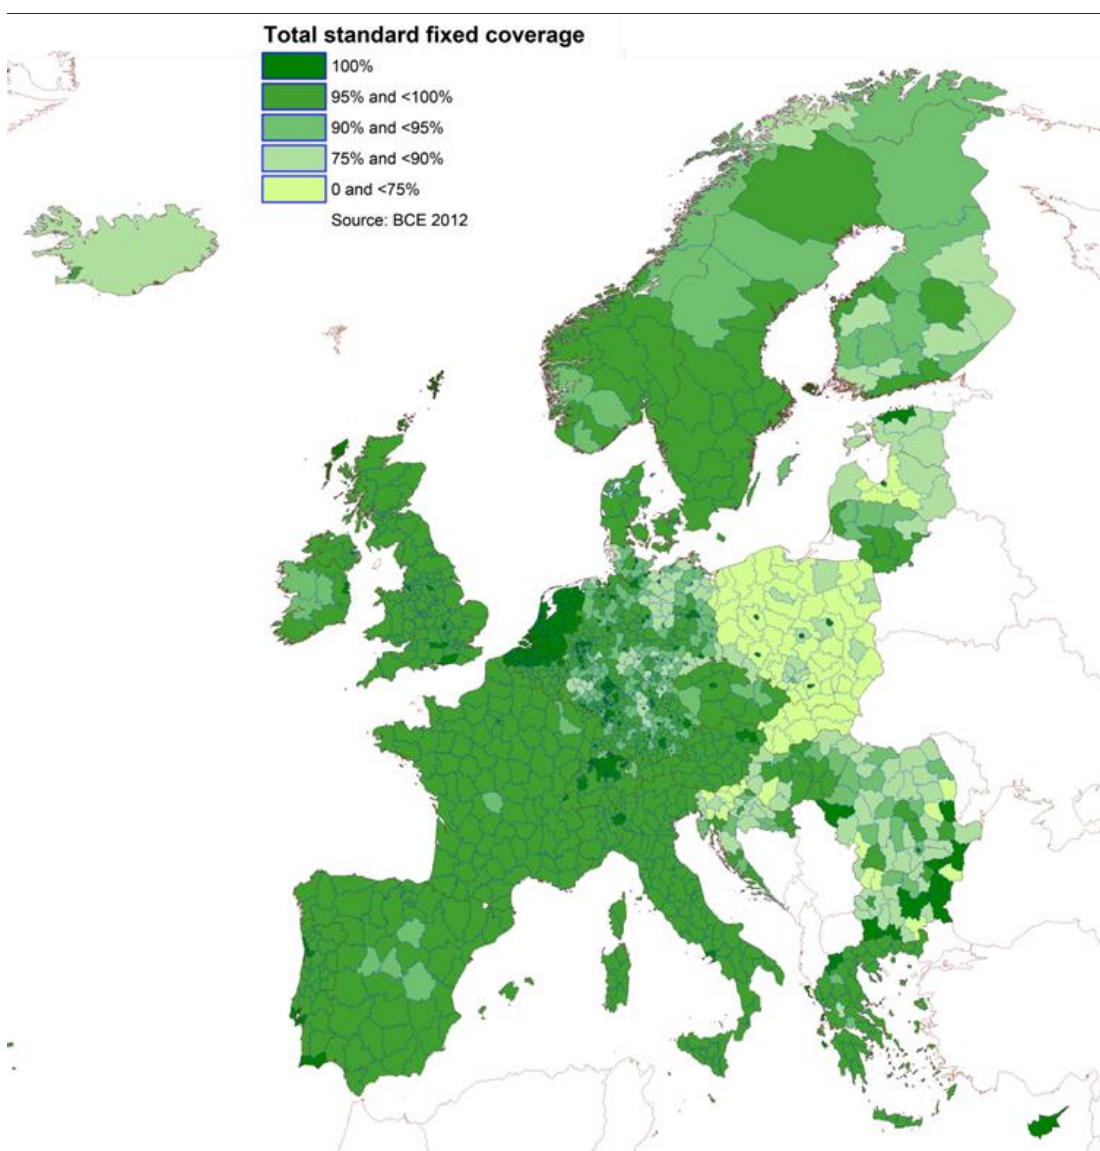 Total standard fixed coverage
100%
95% and <100%
90% and <95%
75% and <90%
0 and <75%
Source: BCE 2012